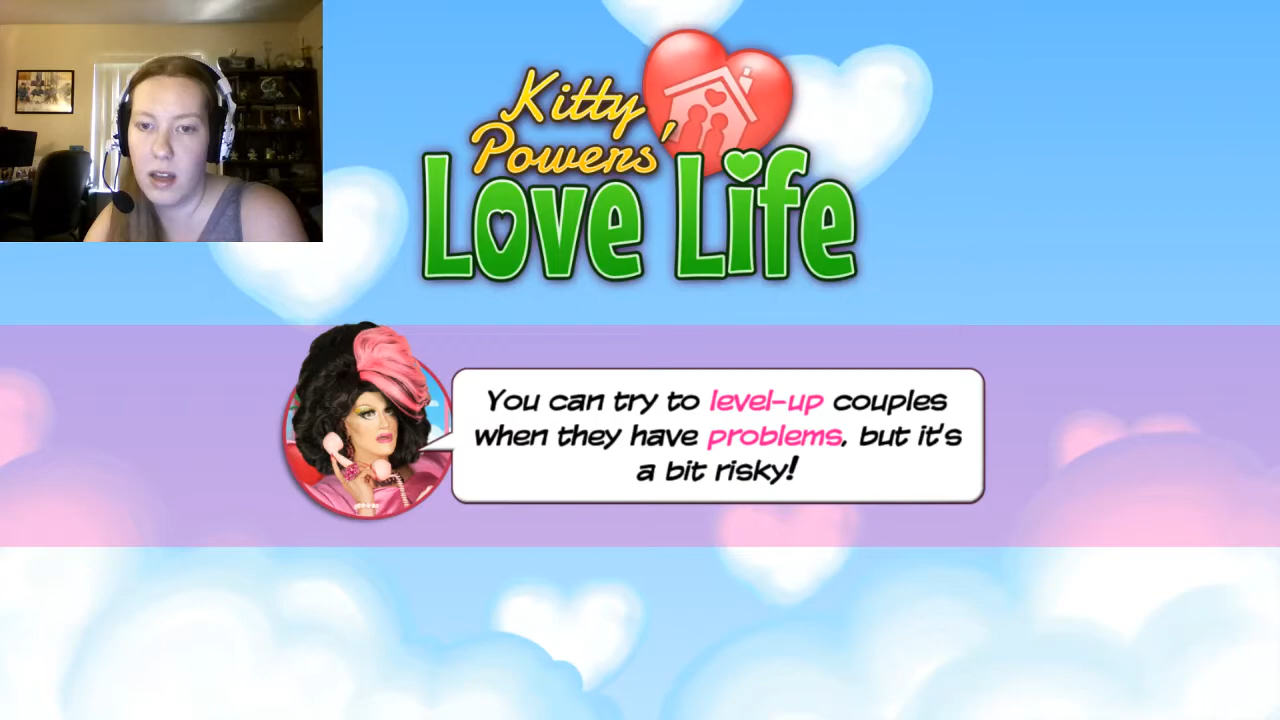 Kitty
Powers'
Love Life
You can try to level-up couples
when they have problems, but it's
a bit risky!